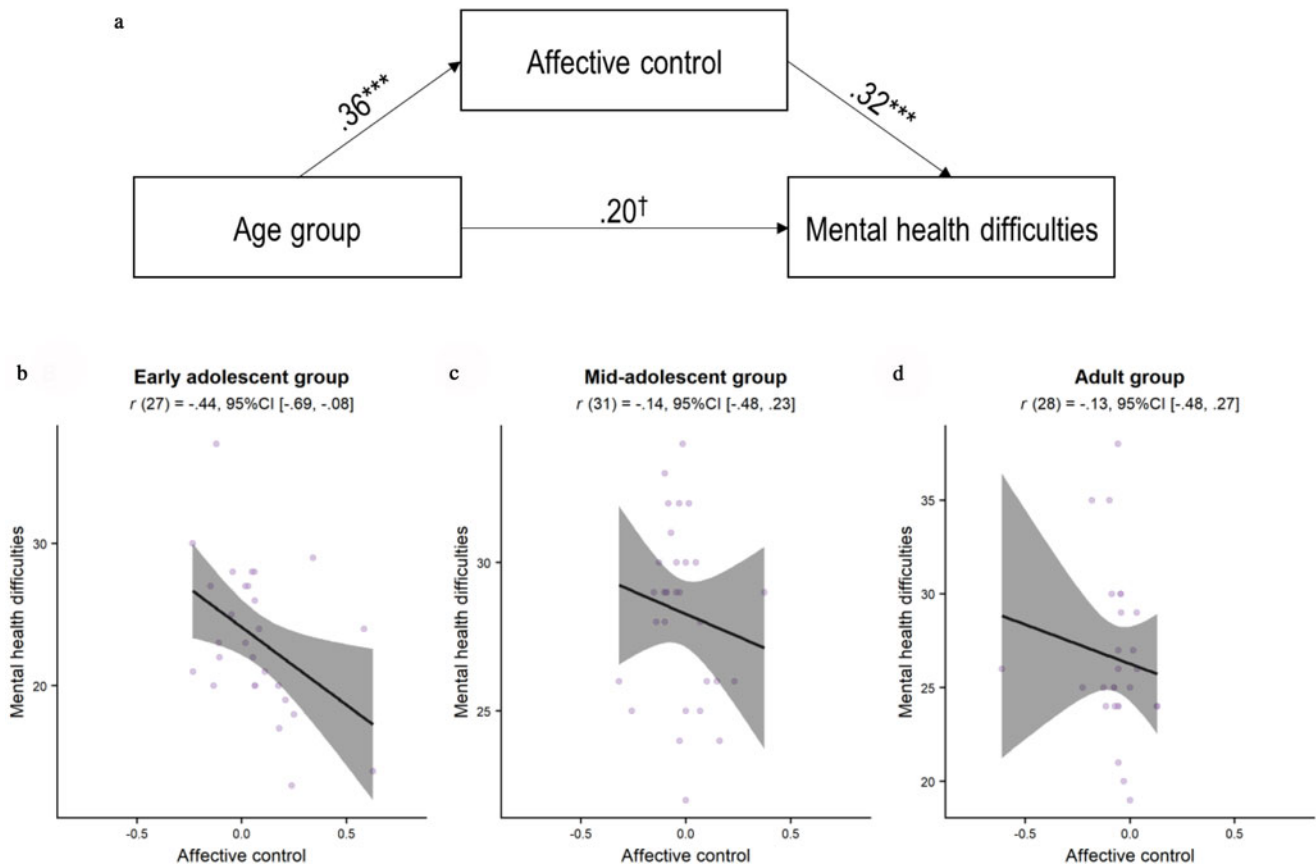 a
Affective control
.36***
.32***
Age group
.20†
Mental health difficulties
b
Early adolescent group
r (27) = -.44, 95%CI [-.69, -.08]
Mental health difficulties
30
20
-0.5
0.0
0.5
Affective control
c
Mid-adolescent group
r (31) = -.14, 95%CI [-.48, .23]
Mental health difficulties
30
25
-0.5
0.0
0.5
Affective control
d
Adult group
r (28) = -.13, 95%CI [-.48, .27]
Mental health difficulties
35
30
25
20
-0.5
0.0
0.5
Affective control